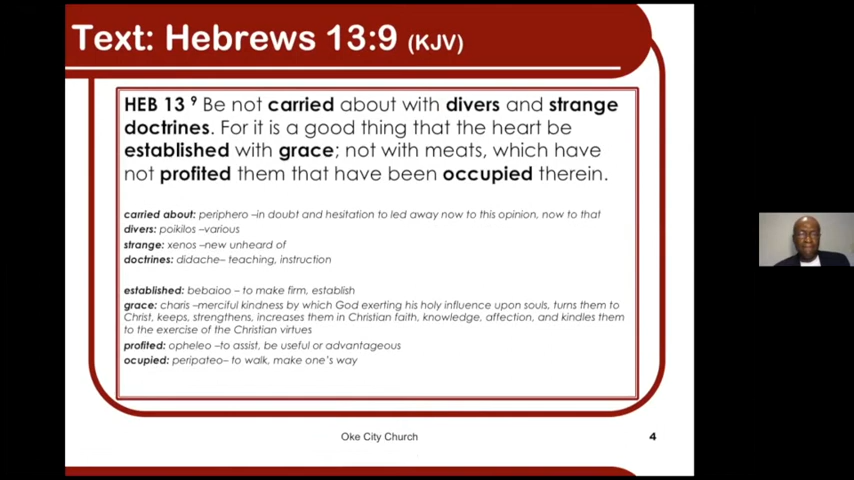 Text: Hebrews 13:9 (KJV)
HEB 13 9 Be not carried about with divers and strange
doctrines. For it is a good thing that the heart be
established with grace; not with meats, which have
not profited them that have been occupied therein.
carried about: periphero –in doubt and hesitation to led away now to this opinion, now to that
divers: poikilos –various
strange: xenos –new unheard of
doctrines: didache– teaching, instruction
established: bebaioo – to make firm, establish
grace: charis –merciful kindness by which God exerting his holy influence upon souls, turns them to
Christ, keeps, strengthens, increases them in Christian faith, knowledge, affection, and kindles them
to the exercise of the Christian virtues
profited: opheleo –to assist, be useful or advantageous
ocupied: peripateo– to walk, make one's way
Oke City Church
4